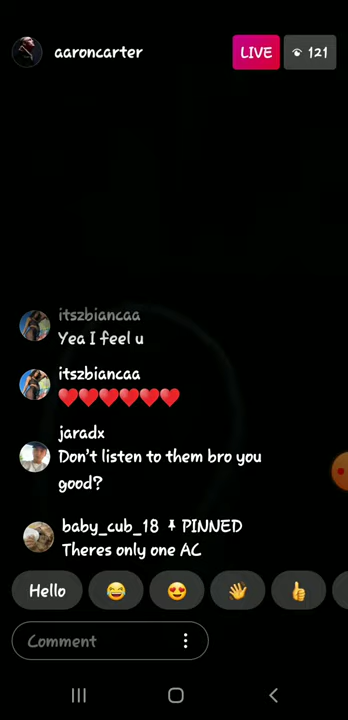 aaroncarter
LIVE
121
itszbiancaa
Yea I feel u
itszbiancaa
❤️❤️❤️❤️❤️❤️
jaradx
Don't listen to them bro you
good?
baby_cub_18 PINNED
Theres only one AC
Hello
Comment